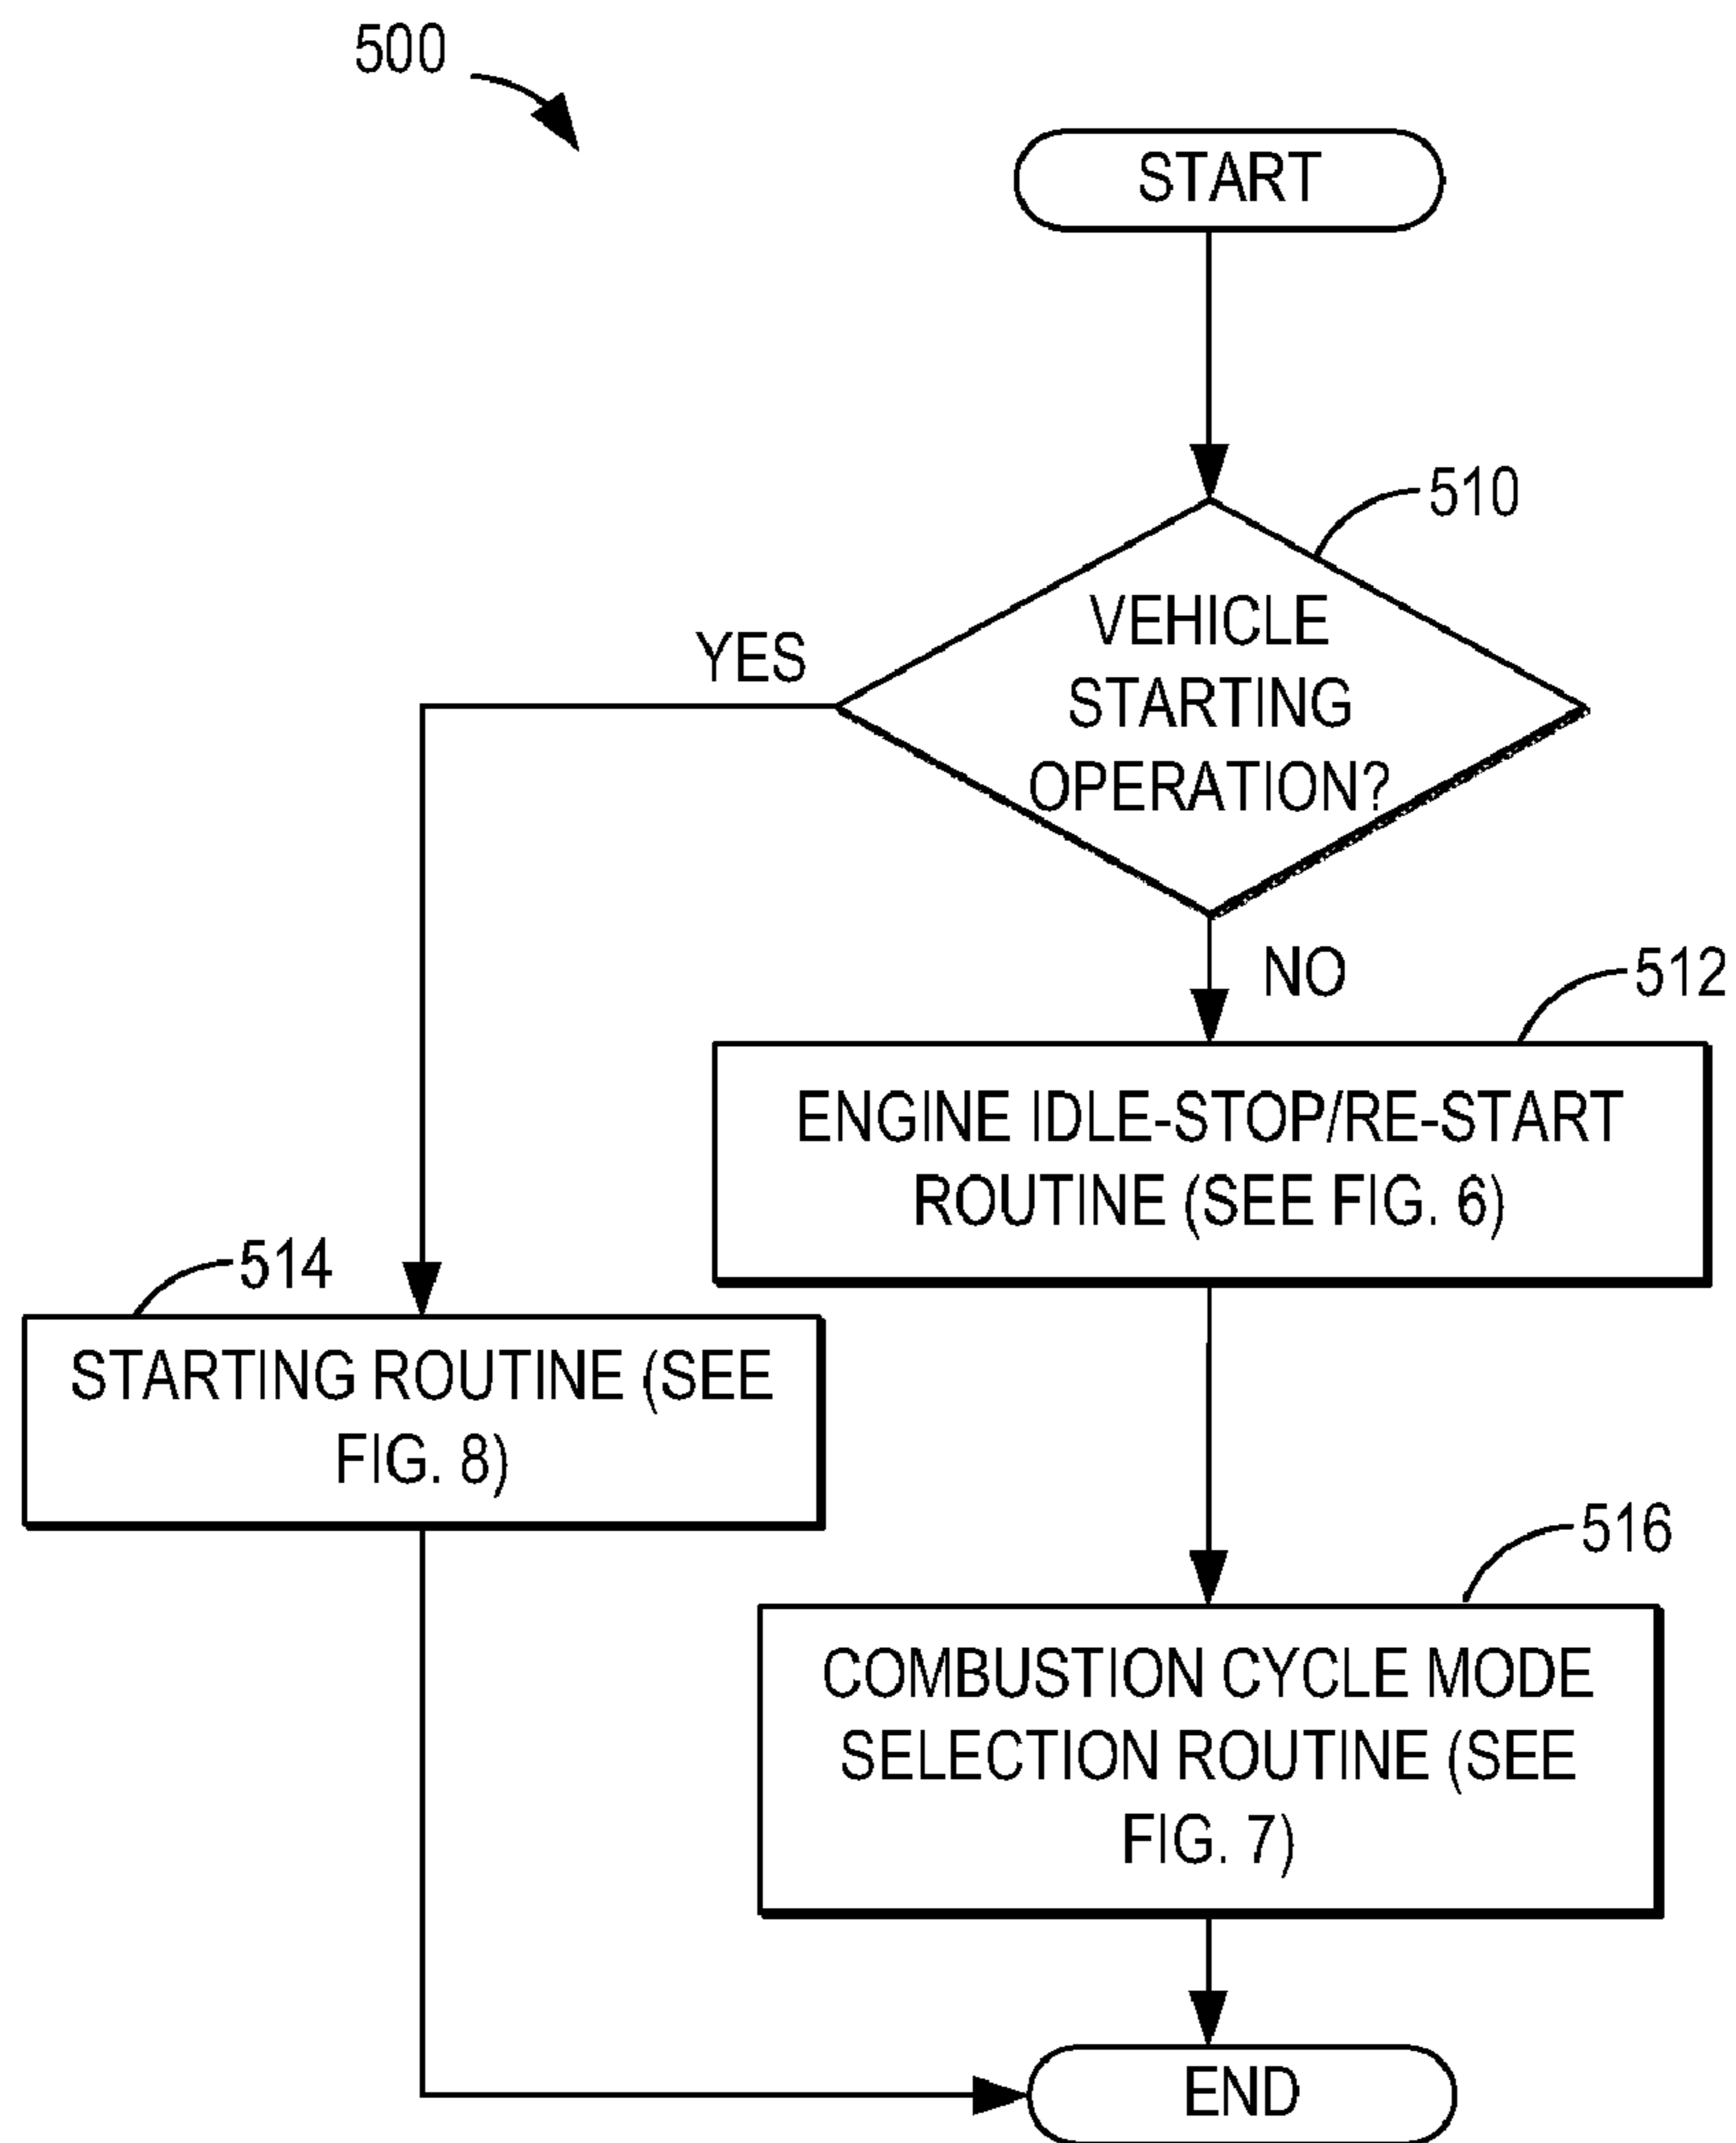 500
START
510
VEHICLE
STARTING
OPERATION?
YES
NO
512
ENGINE IDLE-STOP/RE-START
ROUTINE (SEE FIG. 6)
514
STARTING ROUTINE (SEE
FIG. 8)
516
COMBUSTION CYCLE MODE
SELECTION ROUTINE (SEE
FIG. 7)
END